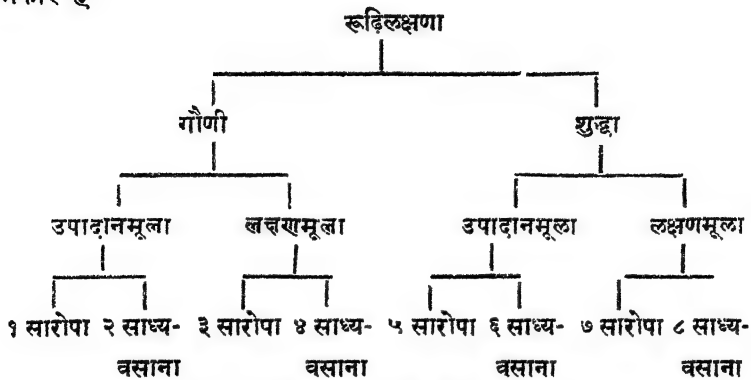 रूढ़िलक्षणा
गौणी शुद्धा
उपादानमूला लक्षणमूला उपादानमूला लक्षणमूला
१ सारोपा २ साध्य- ३ सारोपा ४ साध्य- ५ सारोपा ६ साध्य- ७ सारोपा ८ साध्य-
वसाना वसाना वसाना वसाना